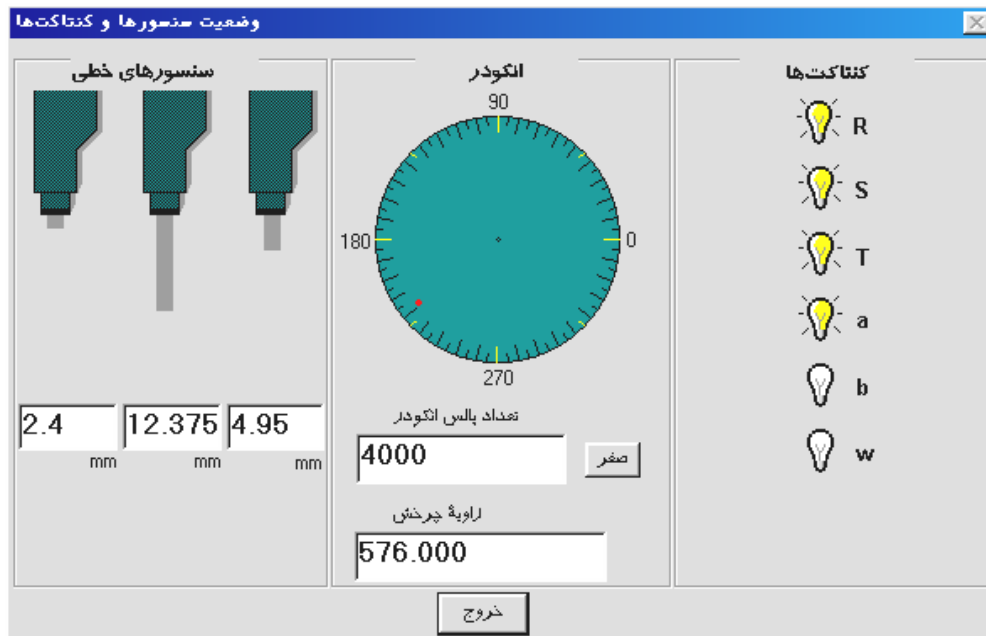 وضعیت سنسورها و کنتاکت‌ها
کنتاکت‌ها
R
S
T
a
b
w
انکودر
90
180
0
270
تعداد پالس انکودر
4000
صفر
زاویهٔ چرخش
576.000
سنسورهای خطی
2.4 12.375 4.95
mm mm mm
خروج